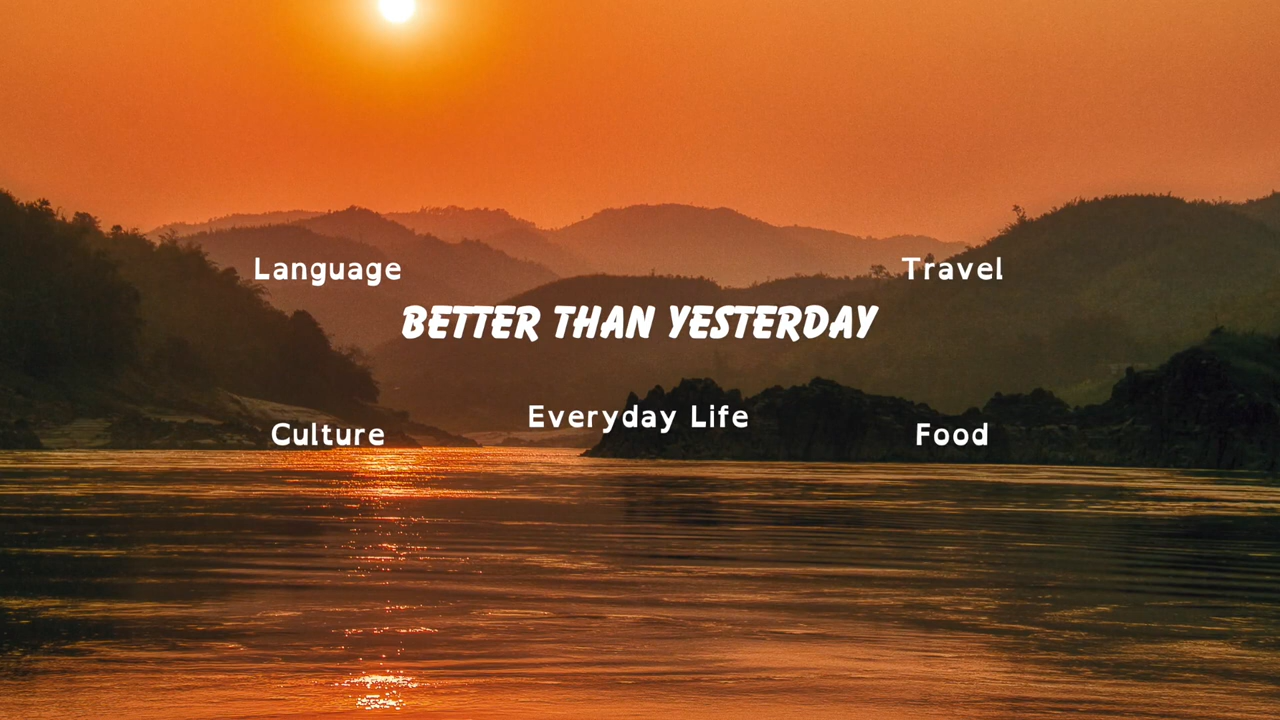 Language
Travel
BETTER THAN YESTERDAY
Everyday Life
Culture
Food